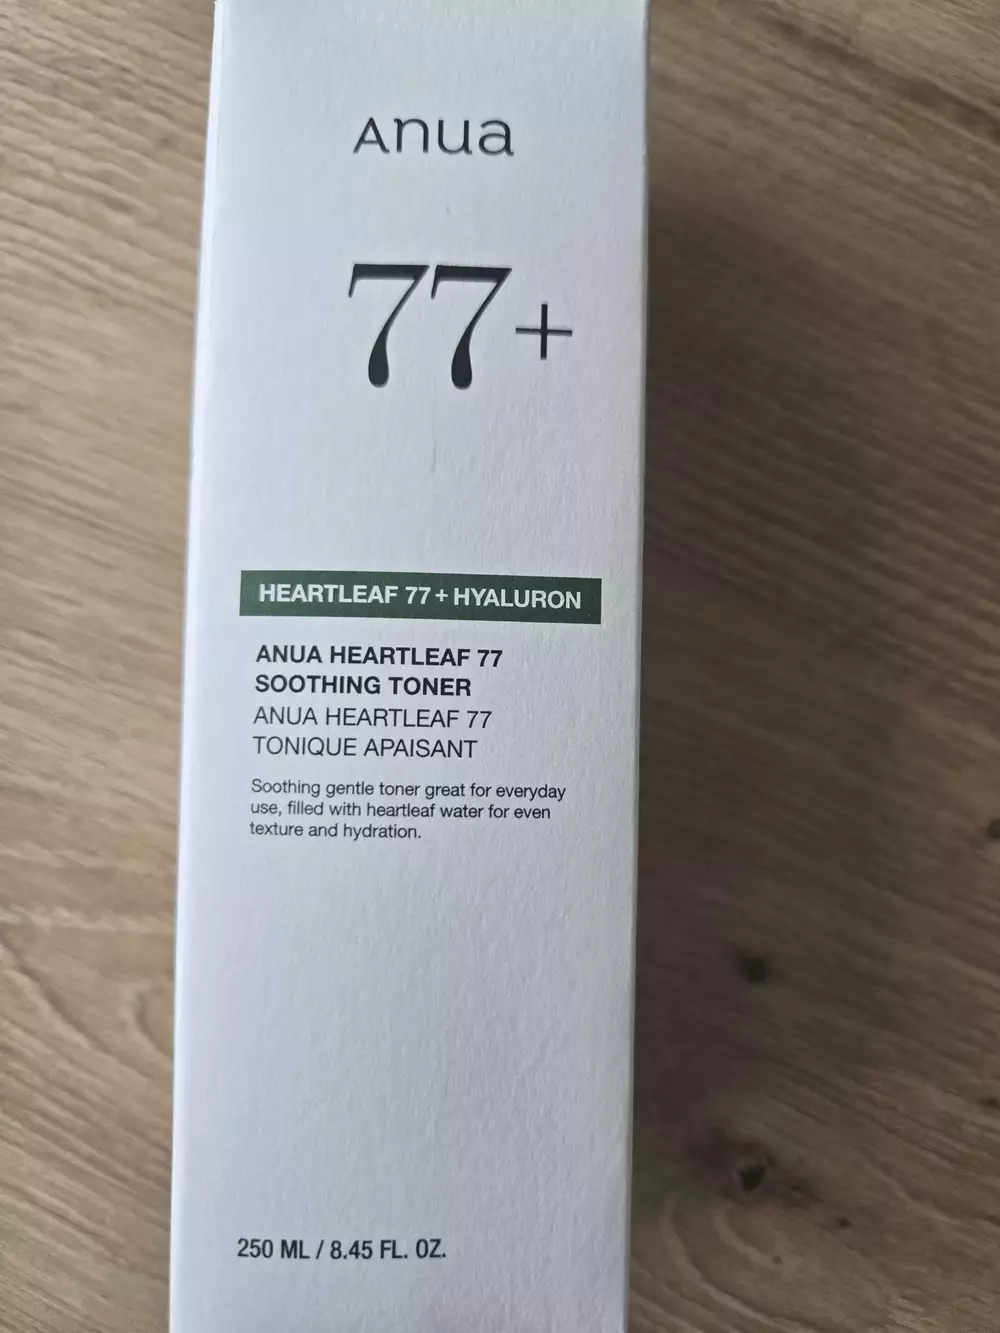 Anua
77+
HEARTLEAF 77 + HYALURON
ANUA HEARTLEAF 77
SOOTHING TONER
ANUA HEARTLEAF 77
TONIQUE APAISANT
Soothing gentle toner great for everyday
use, filled with heartleaf water for even
texture and hydration.
250 ML / 8.45 FL. OZ.